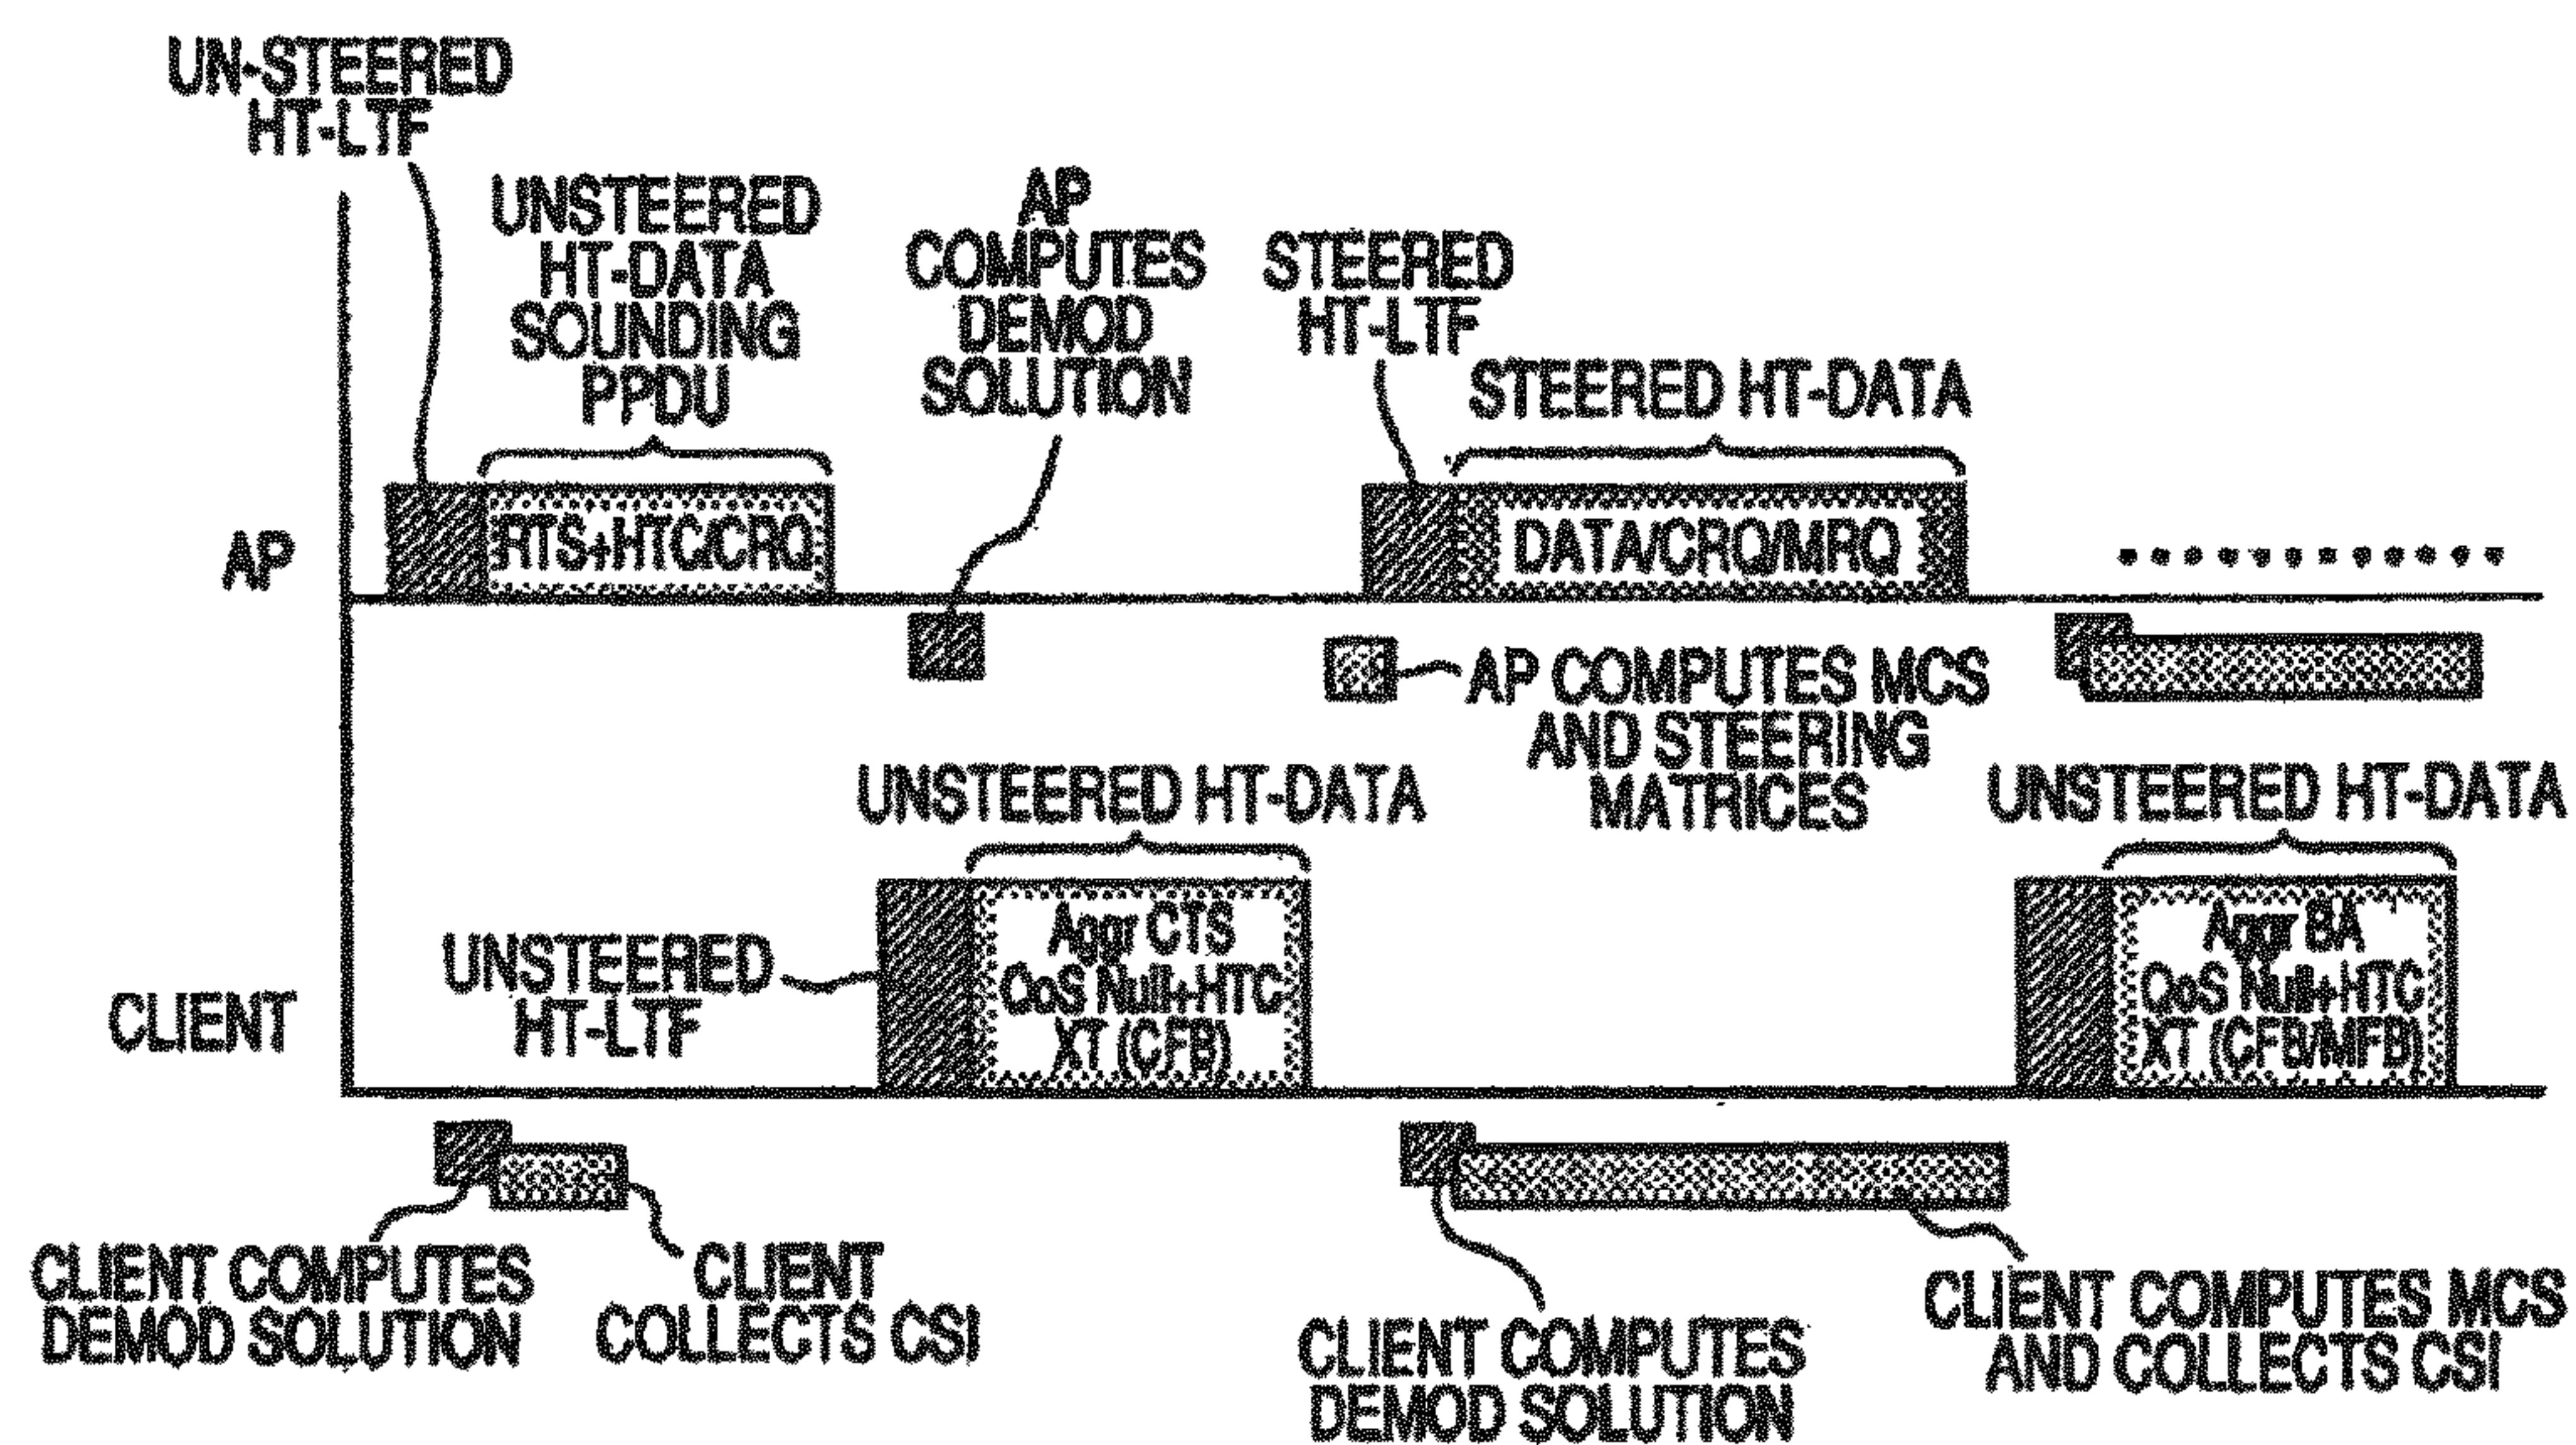 UN-STEERED
HT-LTF
UNSTEERED
HT-DATA
SOUNDING
PPDU
AP
COMPUTES
DEMOD
SOLUTION
STEERED
HT-LTF
STEERED HT-DATA
AP
RTS+HTC/CRQ
DATA/CRQ/MRQ
AP COMPUTES MCS
AND STEERING
MATRICES
UNSTEERED HT-DATA
UNSTEERED HT-DATA
CLIENT
UNSTEERED
HT-LTF
Aggr CTS
QoS Null+HTC
XT (CFB)
Aggr BA
QoS Null+HTC
XT (CFB/MFB)
CLIENT COMPUTES
DEMOD SOLUTION
CLIENT
COLLECTS CSI
CLIENT COMPUTES
DEMOD SOLUTION
CLIENT COMPUTES MCS
AND COLLECTS CSI